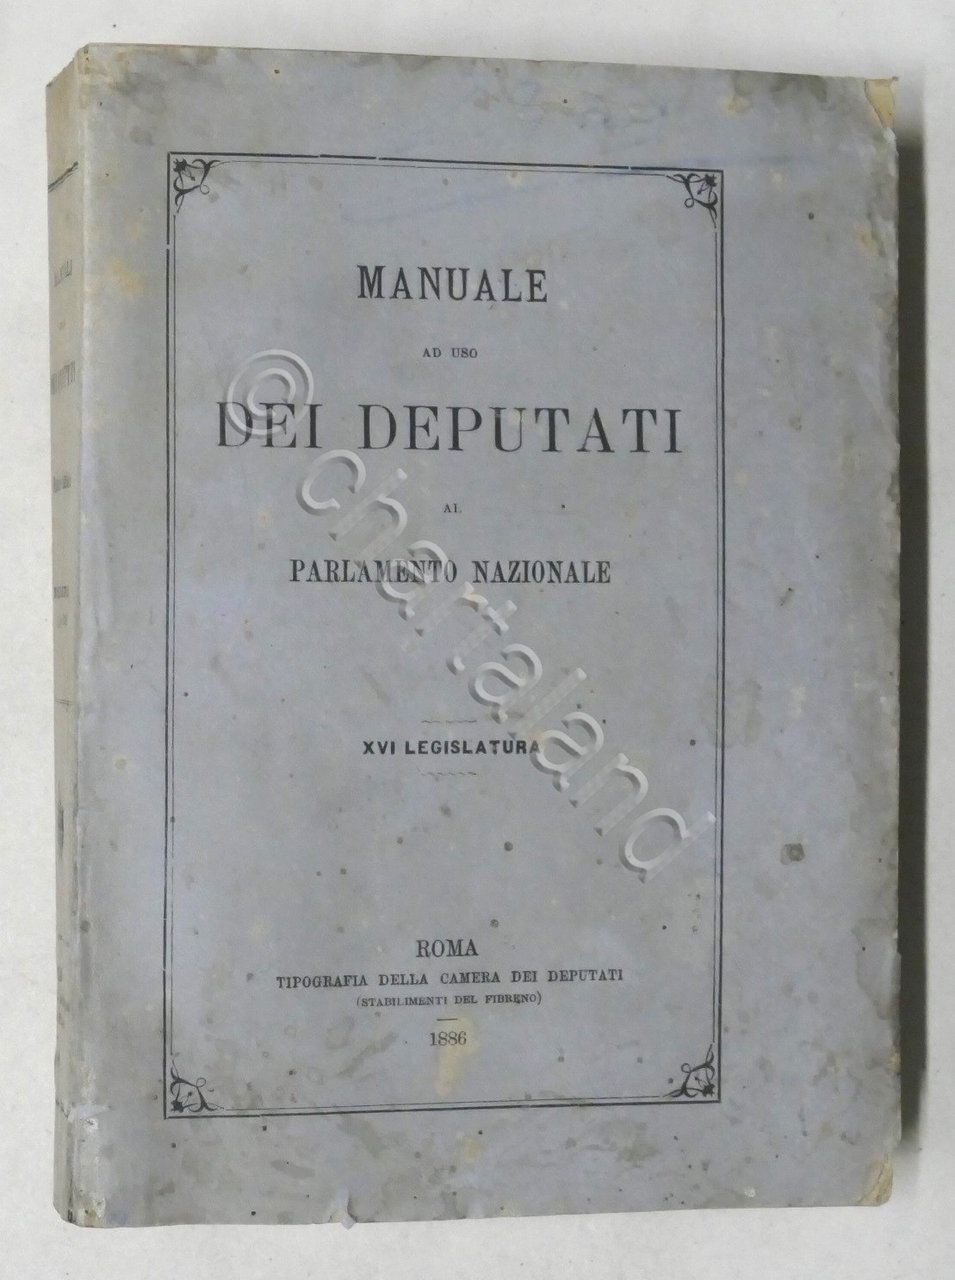 MANUALE
AD USO
DEI DEPUTATI
AL
PARLAMENTO NAZIONALE
XVI LEGISLATURA
ROMA
TIPOGRAFIA DELLA CAMERA DEI DEPUTATI
(STABILIMENTI DEL FIBRENO)
1886
© chartaland